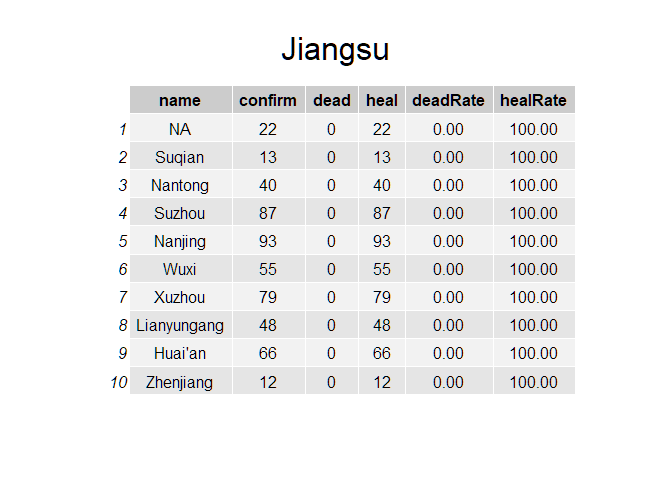 Jiangsu
name confirm dead heal deadRate healRate
1 NA 22 0 22 0.00 100.00
2 Suqian 13 0 13 0.00 100.00
3 Nantong 40 0 40 0.00 100.00
4 Suzhou 87 0 87 0.00 100.00
5 Nanjing 93 0 93 0.00 100.00
6 Wuxi 55 0 55 0.00 100.00
7 Xuzhou 79 0 79 0.00 100.00
8 Lianyungang 48 0 48 0.00 100.00
9 Huai'an 66 0 66 0.00 100.00
10 Zhenjiang 12 0 12 0.00 100.00